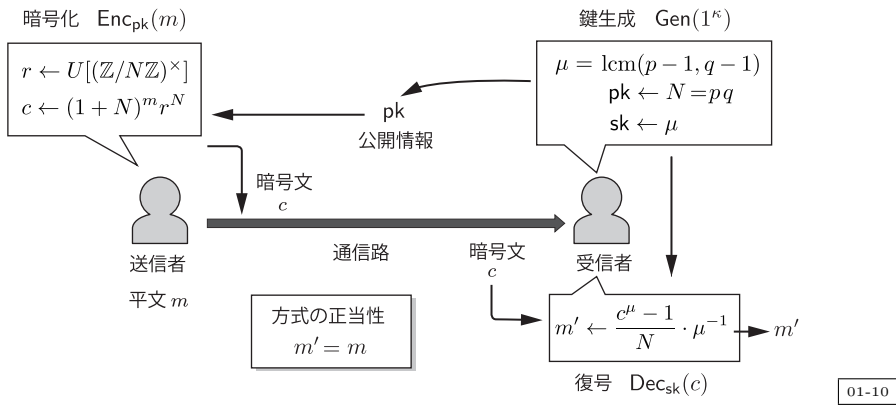 暗号化 Enc_pk(m)
r ← U[(ℤ/Nℤ)^×]
c ← (1 + N)^m r^N
鍵生成 Gen(1^κ)
μ = lcm(p − 1, q − 1)
pk ← N = pq
sk ← μ
pk
公開情報
暗号文
c
送信者
平文 m
通信路
受信者
暗号文
c
方式の正当性
m′ = m
m′ ← (c^μ − 1)/N · μ^−1
m′
復号 Dec_sk(c)
01-10